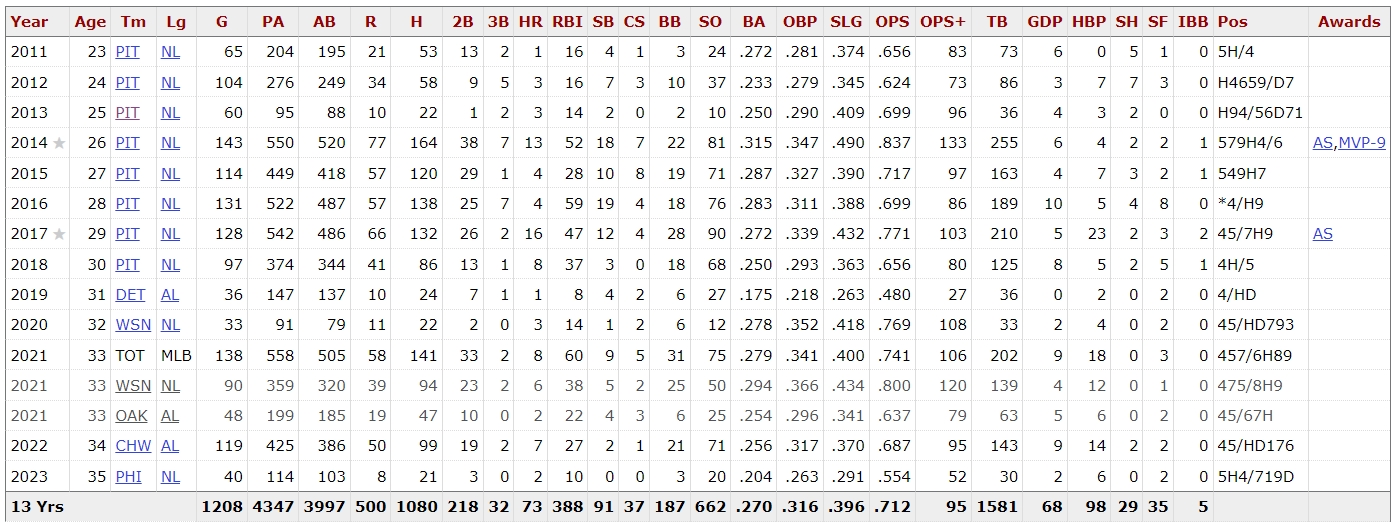 Year Age Tm Lg G PA AB R H 2B 3B HR RBI SB CS BB SO BA OBP SLG OPS OPS+ TB GDP HBP SH SF IBB Pos Awards
2011 23 PIT NL 65 204 195 21 53 13 2 1 16 4 1 3 24 .272 .281 .374 .656 83 73 6 0 5 1 0 5H/4
2012 24 PIT NL 104 276 249 34 58 9 5 3 16 7 3 10 37 .233 .279 .345 .624 73 86 3 7 7 3 0 H4659/D7
2013 25 PIT NL 60 95 88 10 22 1 2 3 14 2 0 2 10 .250 .290 .409 .699 96 36 4 3 2 0 0 H94/56D71
2014 ★ 26 PIT NL 143 550 520 77 164 38 7 13 52 18 7 22 81 .315 .347 .490 .837 133 255 6 4 2 2 1 579H4/6 AS,MVP-9
2015 27 PIT NL 114 449 418 57 120 29 1 4 28 10 8 19 71 .287 .327 .390 .717 97 163 4 7 3 2 1 549H7
2016 28 PIT NL 131 522 487 57 138 25 7 4 59 19 4 18 76 .283 .311 .388 .699 86 189 10 5 4 8 0 *4/H9
2017 ★ 29 PIT NL 128 542 486 66 132 26 2 16 47 12 4 28 90 .272 .339 .432 .771 103 210 5 23 2 3 2 45/7H9 AS
2018 30 PIT NL 97 374 344 41 86 13 1 8 37 3 0 18 68 .250 .293 .363 .656 80 125 8 5 2 5 1 4H/5
2019 31 DET AL 36 147 137 10 24 7 1 1 8 4 2 6 27 .175 .218 .263 .480 27 36 0 2 0 2 0 4/HD
2020 32 WSN NL 33 91 79 11 22 2 0 3 14 1 2 6 12 .278 .352 .418 .769 108 33 2 4 0 2 0 45/HD793
2021 33 TOT MLB 138 558 505 58 141 33 2 8 60 9 5 31 75 .279 .341 .400 .741 106 202 9 18 0 3 0 457/6H89
2021 33 WSN NL 90 359 320 39 94 23 2 6 38 5 2 25 50 .294 .366 .434 .800 120 139 4 12 0 1 0 475/8H9
2021 33 OAK AL 48 199 185 19 47 10 0 2 22 4 3 6 25 .254 .296 .341 .637 79 63 5 6 0 2 0 45/67H
2022 34 CHW AL 119 425 386 50 99 19 2 7 27 2 1 21 71 .256 .317 .370 .687 95 143 9 14 2 2 0 45/HD176
2023 35 PHI NL 40 114 103 8 21 3 0 2 10 0 0 3 20 .204 .263 .291 .554 52 30 2 6 0 2 0 5H4/719D
13 Yrs 1208 4347 3997 500 1080 218 32 73 388 91 37 187 662 .270 .316 .396 .712 95 1581 68 98 29 35 5